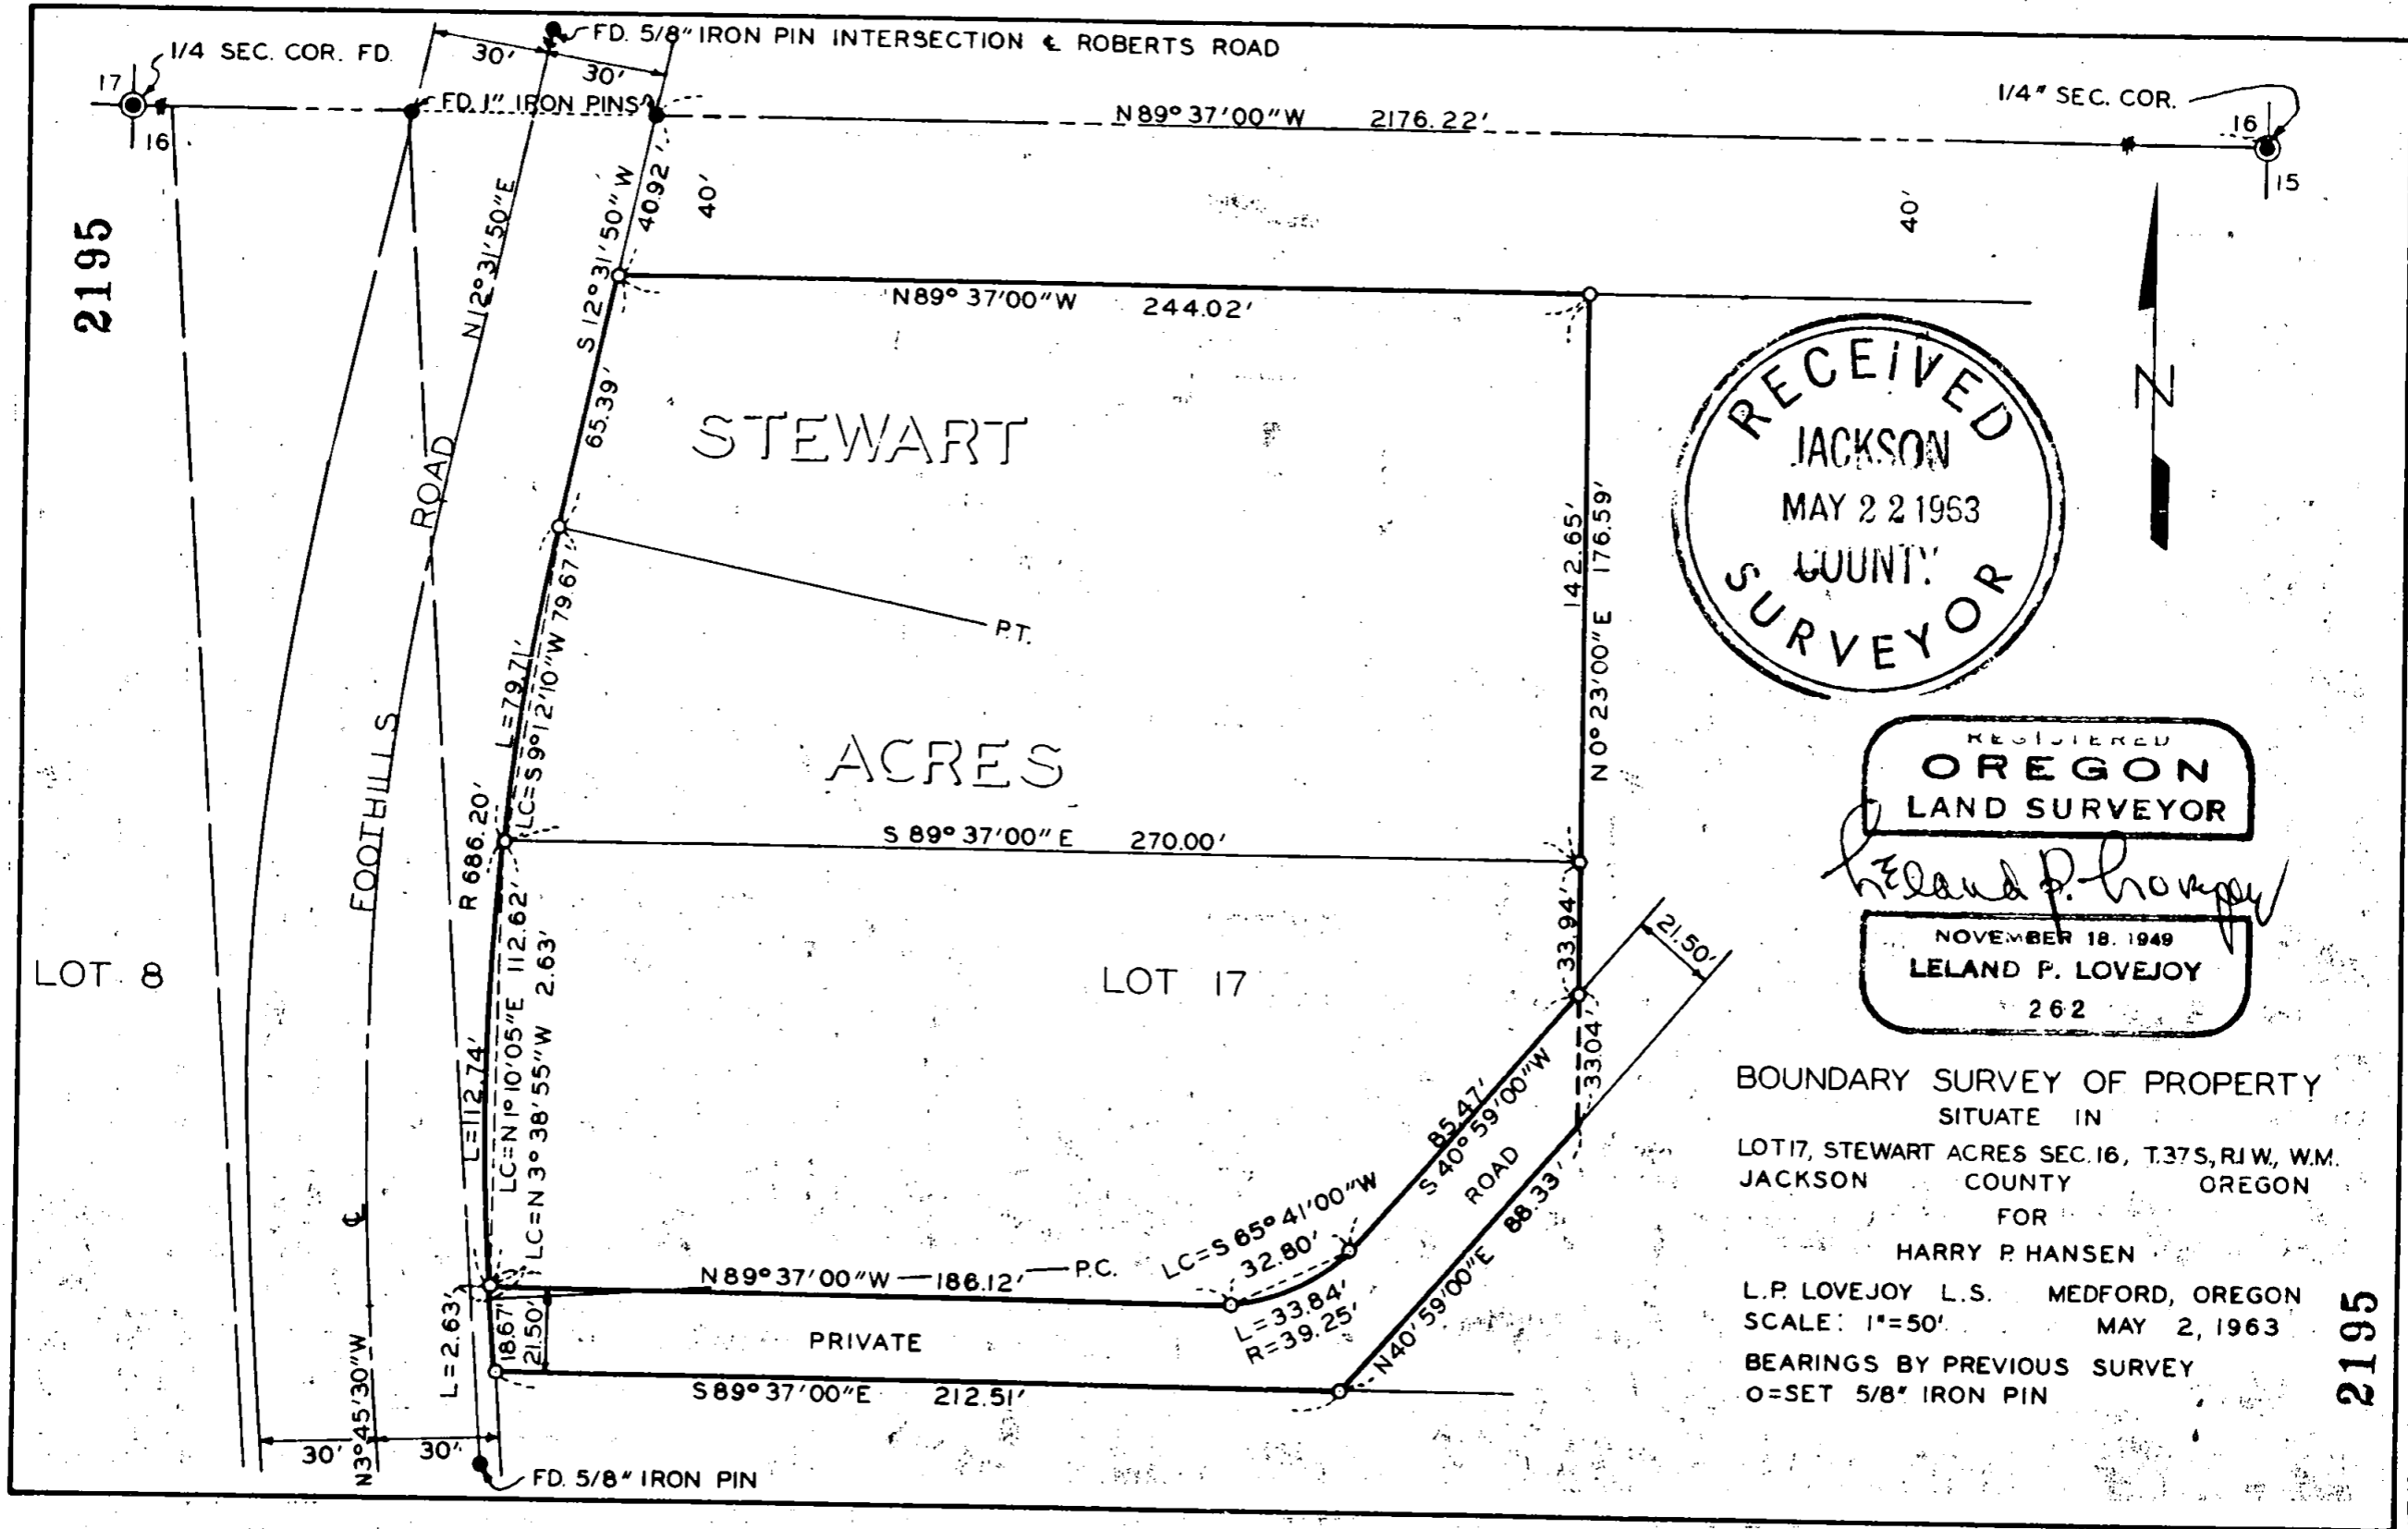 1/4 SEC. COR. FD.
17
16
30'
30'
FD. 5/8" IRON PIN INTERSECTION ℄ ROBERTS ROAD
FD. 1" IRON PINS
N 89° 37' 00" W 2176.22'
1/4" SEC. COR.
16
15
2195
N 12° 31' 50" E
S 12° 31' 50" W
40.92'
40'
40'
N 89° 37' 00" W 244.02'
65.39'
STEWART
ROAD
142.65'
N 0° 23' 00" E 176.59'
N
RECEIVED
JACKSON
MAY 22 1963
COUNTY
SURVEYOR
P.T.
L=79.71'
LC=S 9° 12' 10" W 79.67'
FOOTHILLS
ACRES
R 686.20'
S 89° 37' 00" E 270.00'
REGISTERED
OREGON
LAND SURVEYOR
Leland P. Lovejoy
NOVEMBER 18. 1949
LELAND P. LOVEJOY
262
LOT 8
LOT 17
33.94'
21.50'
33.04'
L=112.74'
LC=N 1° 10' 05" E 112.62'
LC=N 3° 38' 55" W 2.63'
85.47'
S 40° 59' 00" W
ROAD
88.33'
N 40° 59' 00" E
LC=S 65° 41' 00" W
32.80'
L=33.84'
R=39.25'
℄
N 89° 37' 00" W 186.12'
P.C.
L=2.63'
18.67'
21.50'
PRIVATE
S 89° 37' 00" E 212.51'
N 3° 45' 30" W
30'
30'
FD. 5/8" IRON PIN
BOUNDARY SURVEY OF PROPERTY
SITUATE IN
LOT 17, STEWART ACRES SEC. 16, T.37S, R.1W., W.M.
JACKSON COUNTY OREGON
FOR
HARRY P. HANSEN
L.P. LOVEJOY L.S. MEDFORD, OREGON
SCALE: 1"=50' MAY 2, 1963
BEARINGS BY PREVIOUS SURVEY
O=SET 5/8" IRON PIN
2195